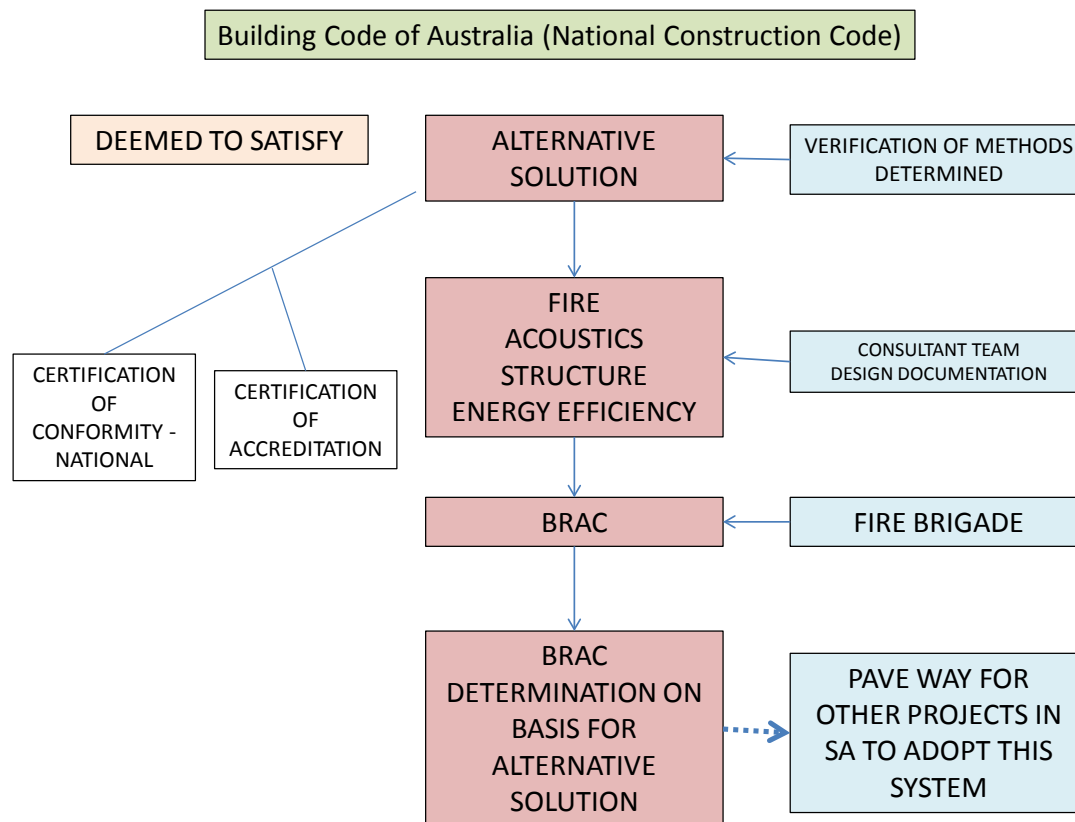 Building Code of Australia (National Construction Code)
DEEMED TO SATISFY
ALTERNATIVE
SOLUTION
VERIFICATION OF METHODS
DETERMINED
FIRE
ACOUSTICS
STRUCTURE
ENERGY EFFICIENCY
CONSULTANT TEAM
DESIGN DOCUMENTATION
CERTIFICATION
OF
CONFORMITY -
NATIONAL
CERTIFICATION
OF
ACCREDITATION
BRAC
FIRE BRIGADE
BRAC
DETERMINATION ON
BASIS FOR
ALTERNATIVE
SOLUTION
PAVE WAY FOR
OTHER PROJECTS IN
SA TO ADOPT THIS
SYSTEM